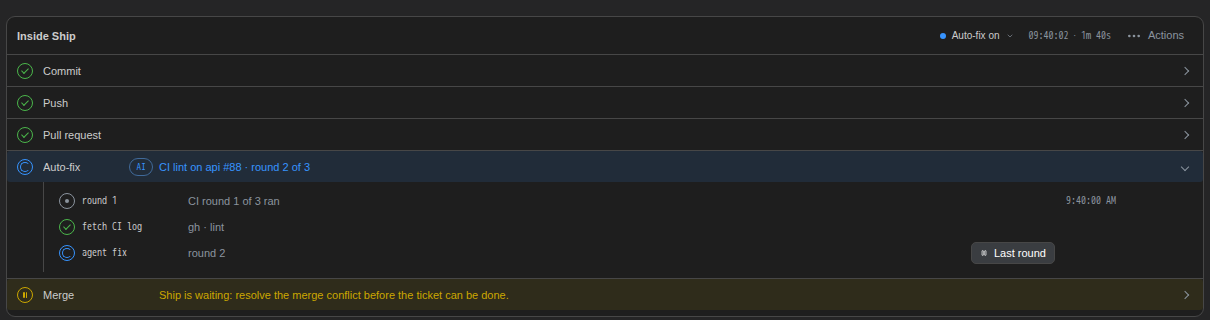 Inside Ship Auto-fix on 09:40:02 · 1m 40s Actions
Commit
Push
Pull request
Auto-fix AI CI lint on api #88 · round 2 of 3
round 1 CI round 1 of 3 ran 9:40:00 AM
fetch CI log gh · lint
agent fix round 2 Last round
Merge Ship is waiting: resolve the merge conflict before the ticket can be done.